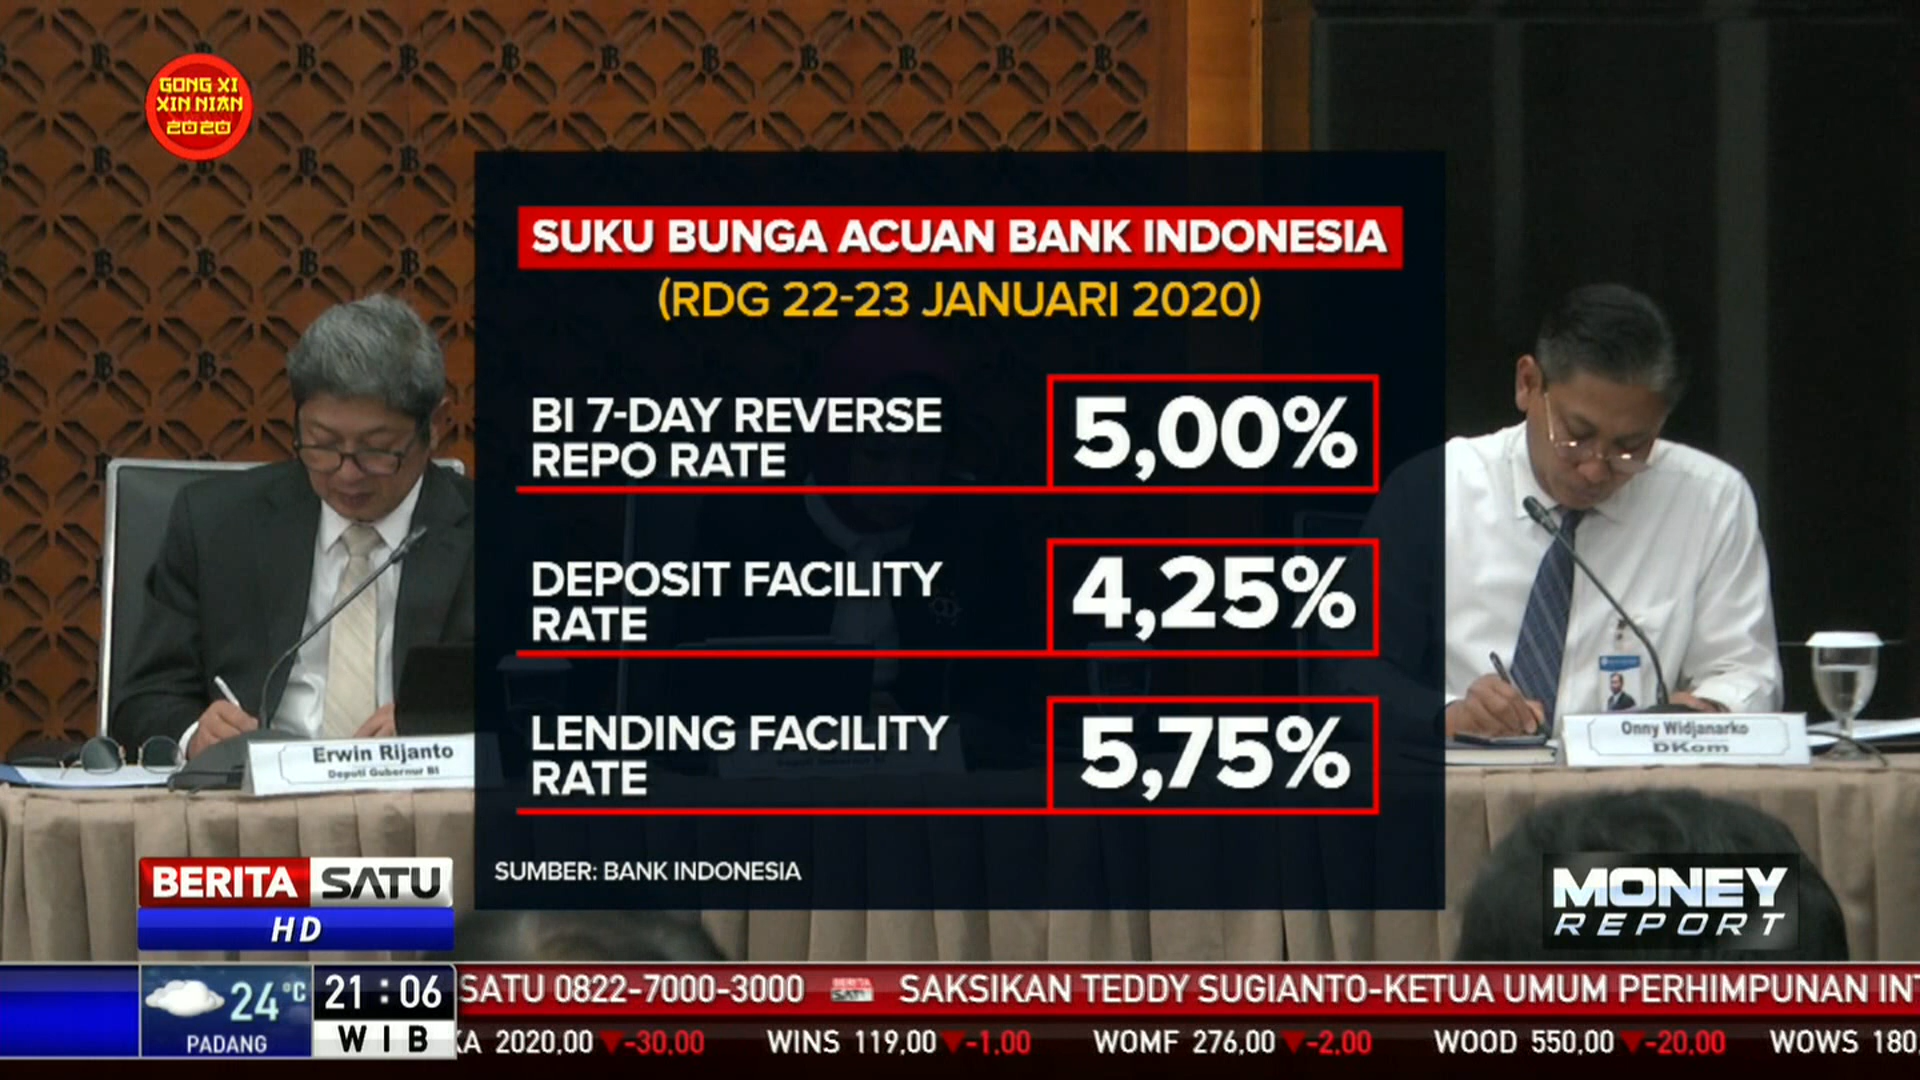 GONG XI
XIN NIAN
2020
SUKU BUNGA ACUAN BANK INDONESIA
(RDG 22-23 JANUARI 2020)
BI 7-DAY REVERSE
REPO RATE
5,00%
DEPOSIT FACILITY
RATE
4,25%
LENDING FACILITY
RATE
5,75%
SUMBER: BANK INDONESIA
Erwin Rijanto
Deputi Gubernur BI
Onny Widjanarko
DKom
BERITA SATU
HD
MONEY
REPORT
24°C
PADANG
21:06
WIB
SATU 0822-7000-3000 BERITA SATU SAKSIKAN TEDDY SUGIANTO-KETUA UMUM PERHIMPUNAN INT
KA 2020,00 -30,00 WINS 119,00 -1,00 WOMF 276,00 -2,00 WOOD 550,00 -20,00 WOWS 180,